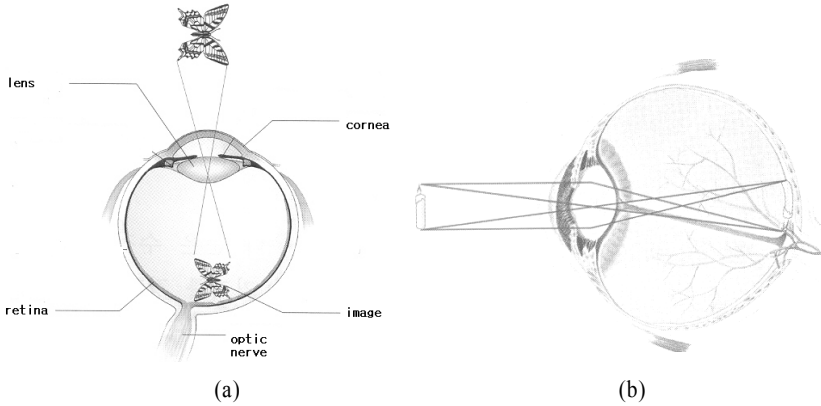 lens
cornea
retina
image
optic
nerve
(a)
(b)